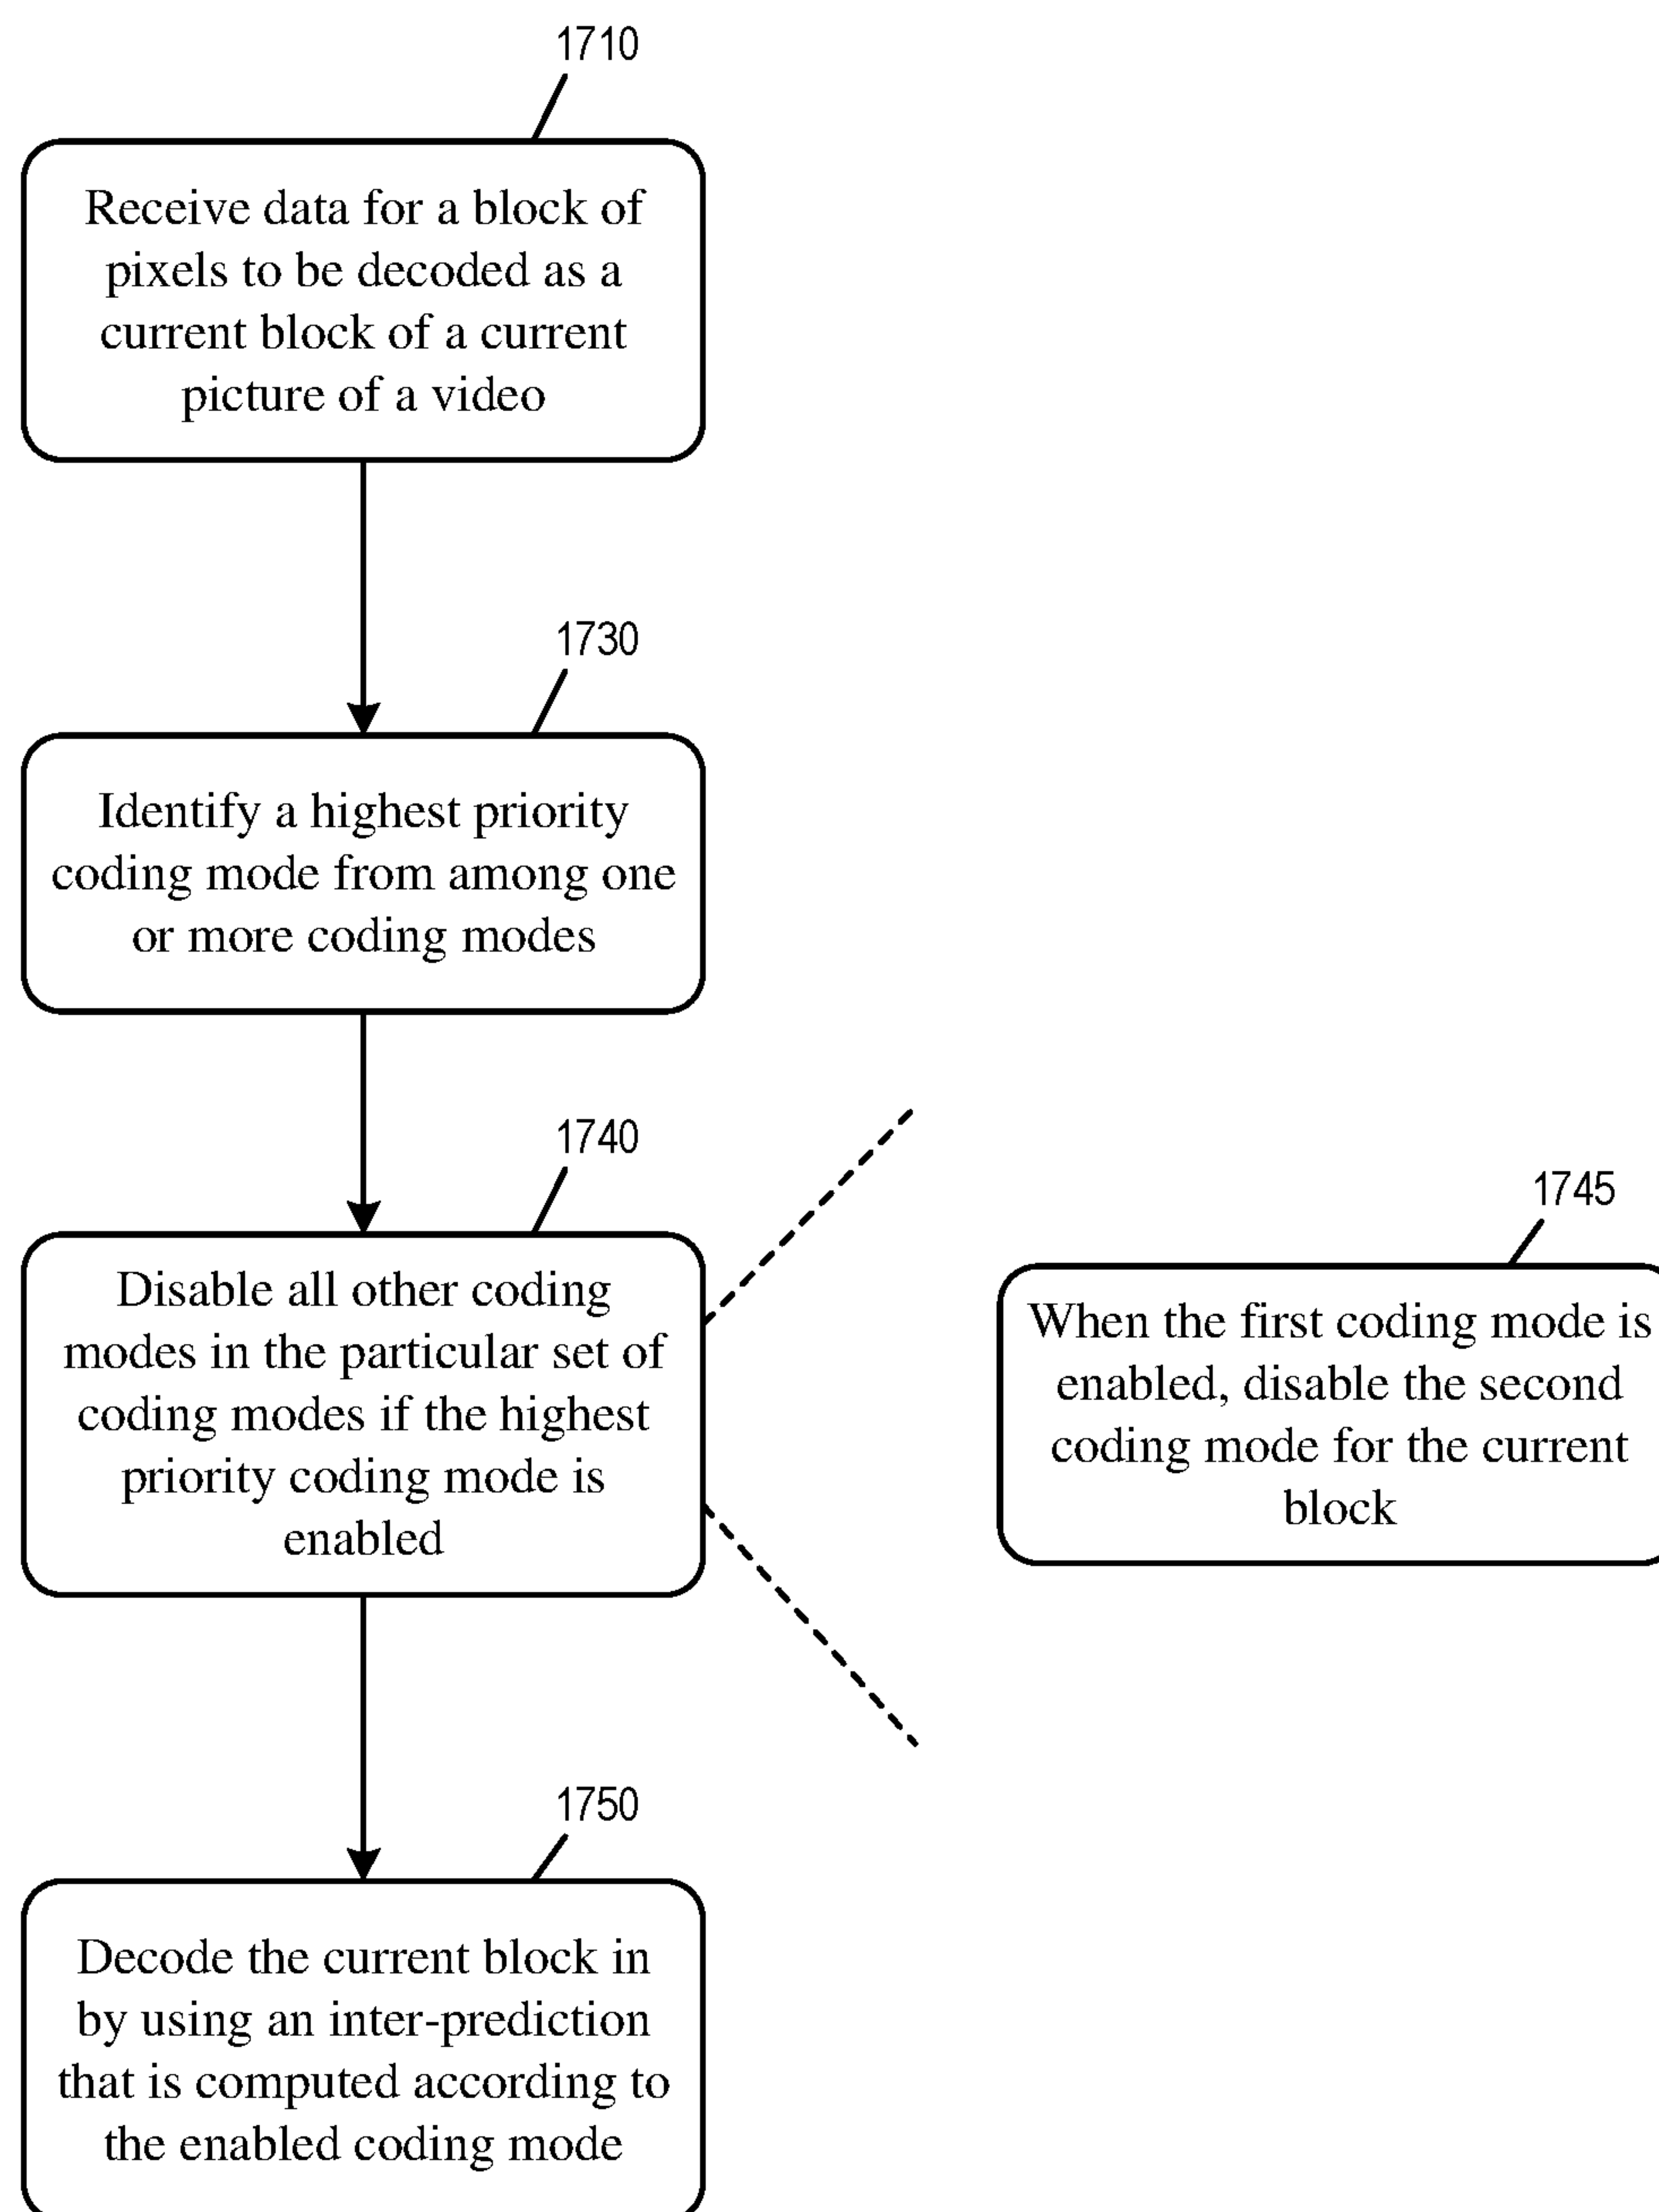 1710
Receive data for a block of
pixels to be decoded as a
current block of a current
picture of a video
1730
Identify a highest priority
coding mode from among one
or more coding modes
1740
Disable all other coding
modes in the particular set of
coding modes if the highest
priority coding mode is
enabled
1745
When the first coding mode is
enabled, disable the second
coding mode for the current
block
1750
Decode the current block in
by using an inter-prediction
that is computed according to
the enabled coding mode